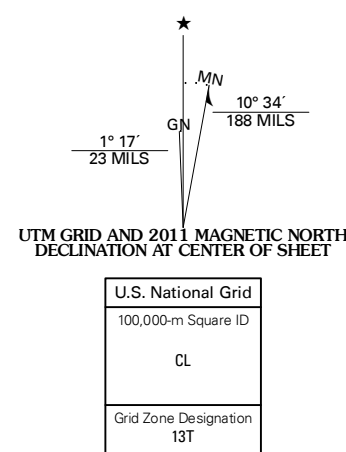 ★
MN
10° 34´
188 MILS
GN
1° 17´
23 MILS
UTM GRID AND 2011 MAGNETIC NORTH
DECLINATION AT CENTER OF SHEET
U.S. National Grid
100,000-m Square ID
CL
Grid Zone Designation
13T